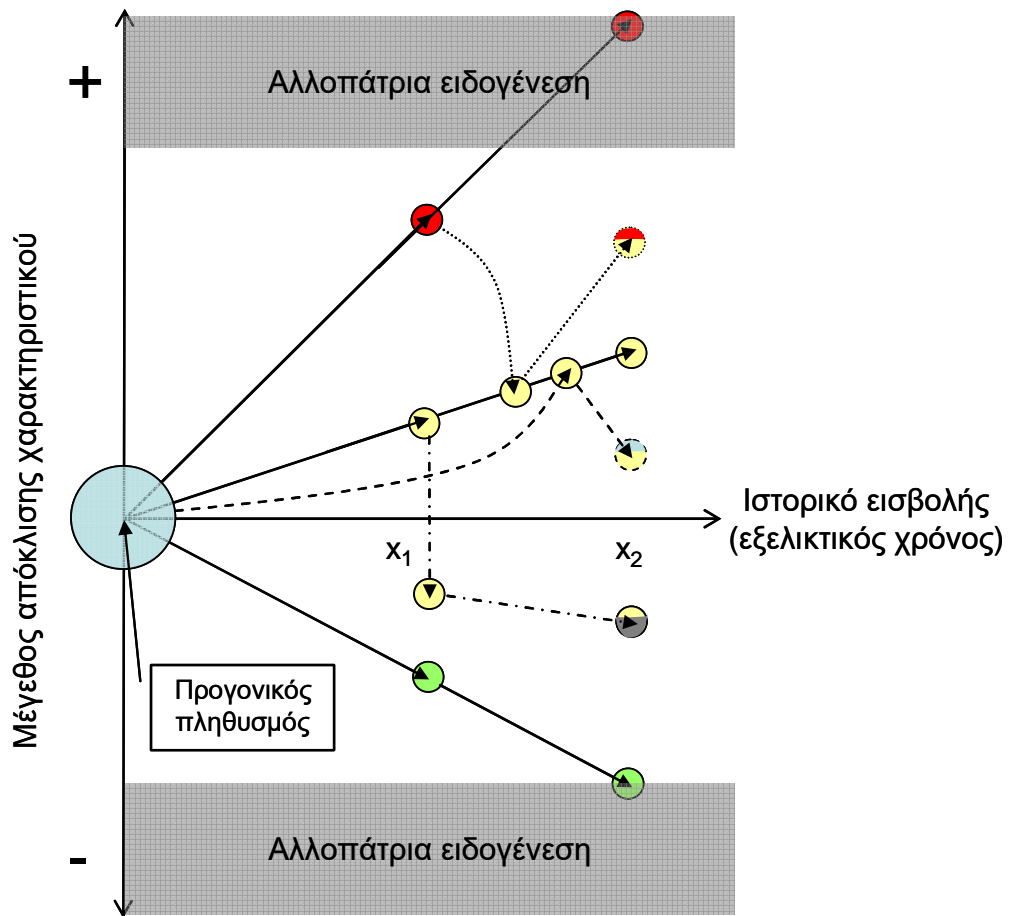 +
Αλλοπάτρια ειδογένεση
Μέγεθος απόκλισης χαρακτηριστικού
Ιστορικό εισβολής
(εξελικτικός χρόνος)
x₁
x₂
Προγονικός
πληθυσμός
-
Αλλοπάτρια ειδογένεση